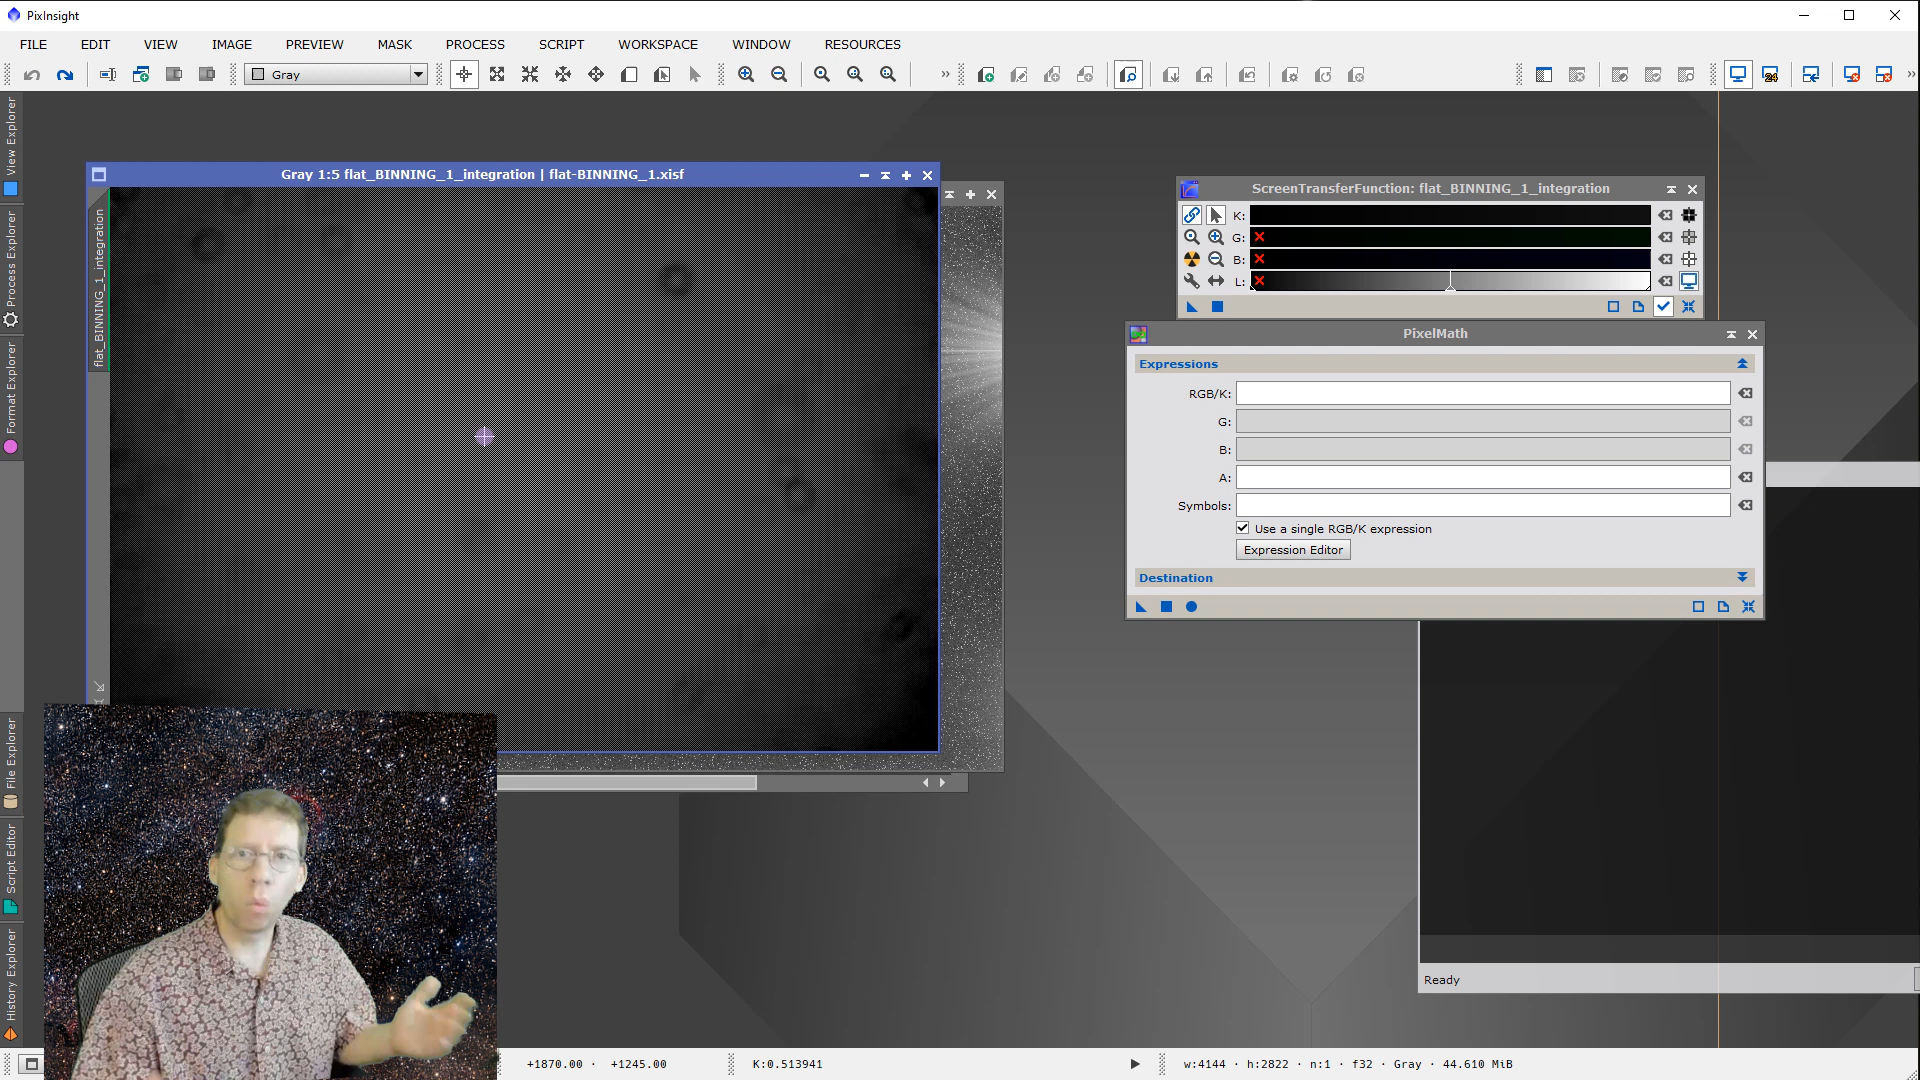 PixInsight
FILE EDIT VIEW IMAGE PREVIEW MASK PROCESS SCRIPT WORKSPACE WINDOW RESOURCES
Gray
24
View Explorer
Process Explorer
Format Explorer
File Explorer
Script Editor
History Explorer
Gray 1:5 flat_BINNING_1_integration | flat-BINNING_1.xisf
flat_BINNING_1_integration
ScreenTransferFunction: flat_BINNING_1_integration
K:
G:
B:
L:
PixelMath
Expressions
RGB/K:
G:
B:
A:
Symbols:
Use a single RGB/K expression
Expression Editor
Destination
Ready
+1870.00 · +1245.00 K:0.513941 w:4144 · h:2822 · n:1 · f32 · Gray · 44.610 MiB